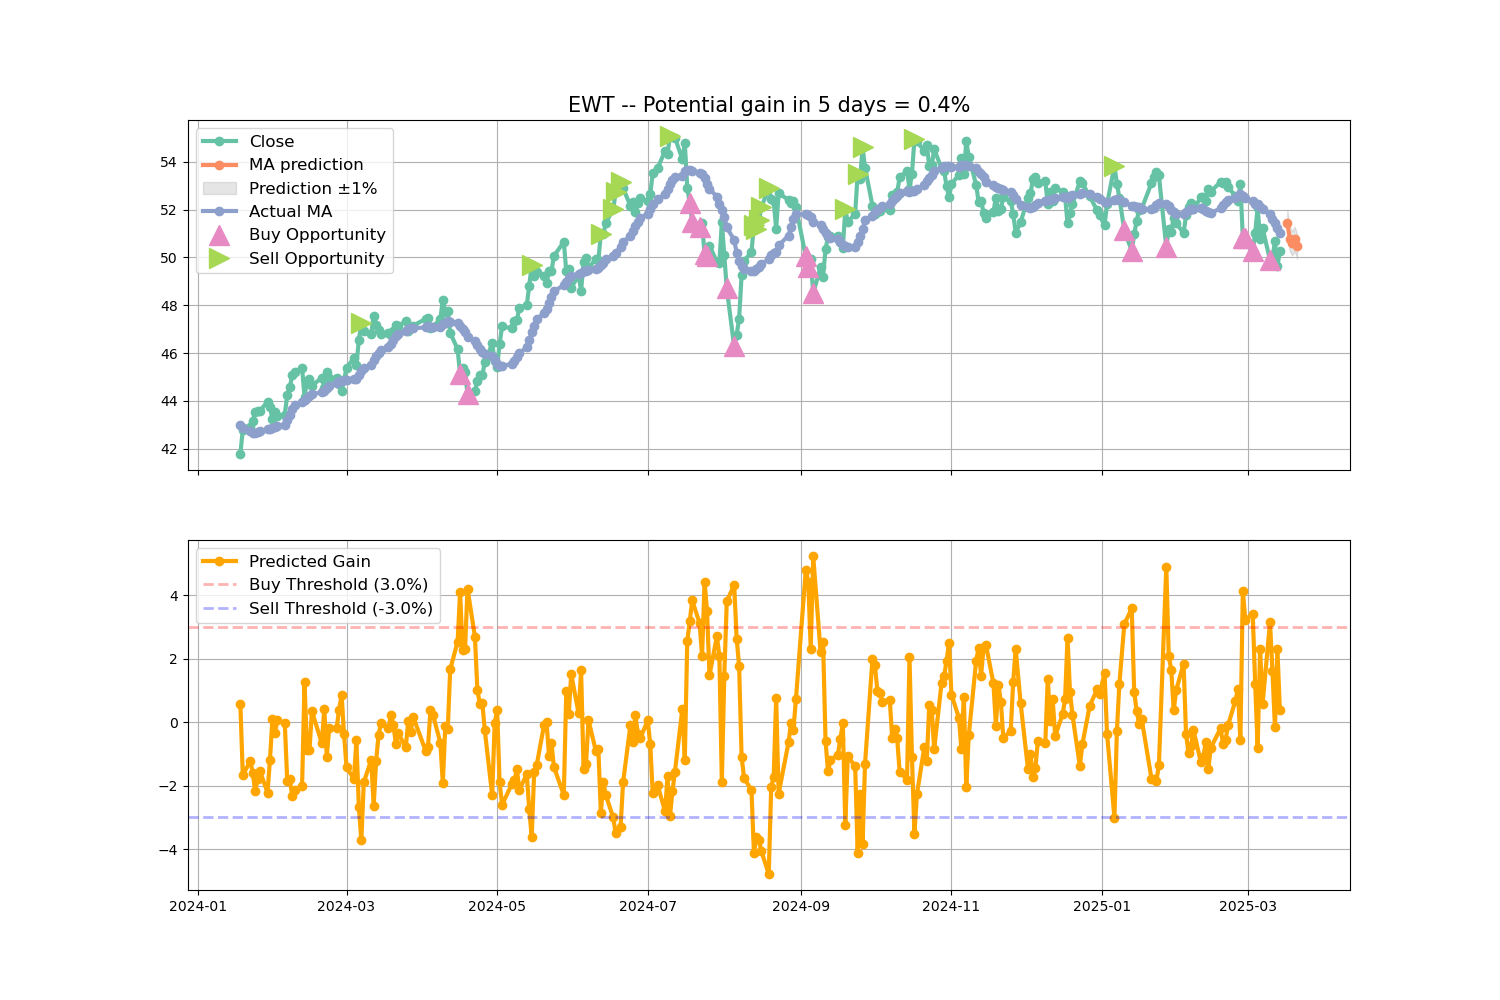 EWT -- Potential gain in 5 days = 0.4%
Close
MA prediction
Prediction ±1%
Actual MA
Buy Opportunity
Sell Opportunity
54
52
50
48
46
44
42
Predicted Gain
Buy Threshold (3.0%)
Sell Threshold (-3.0%)
4
2
0
−2
−4
2024-01 2024-03 2024-05 2024-07 2024-09 2024-11 2025-01 2025-03